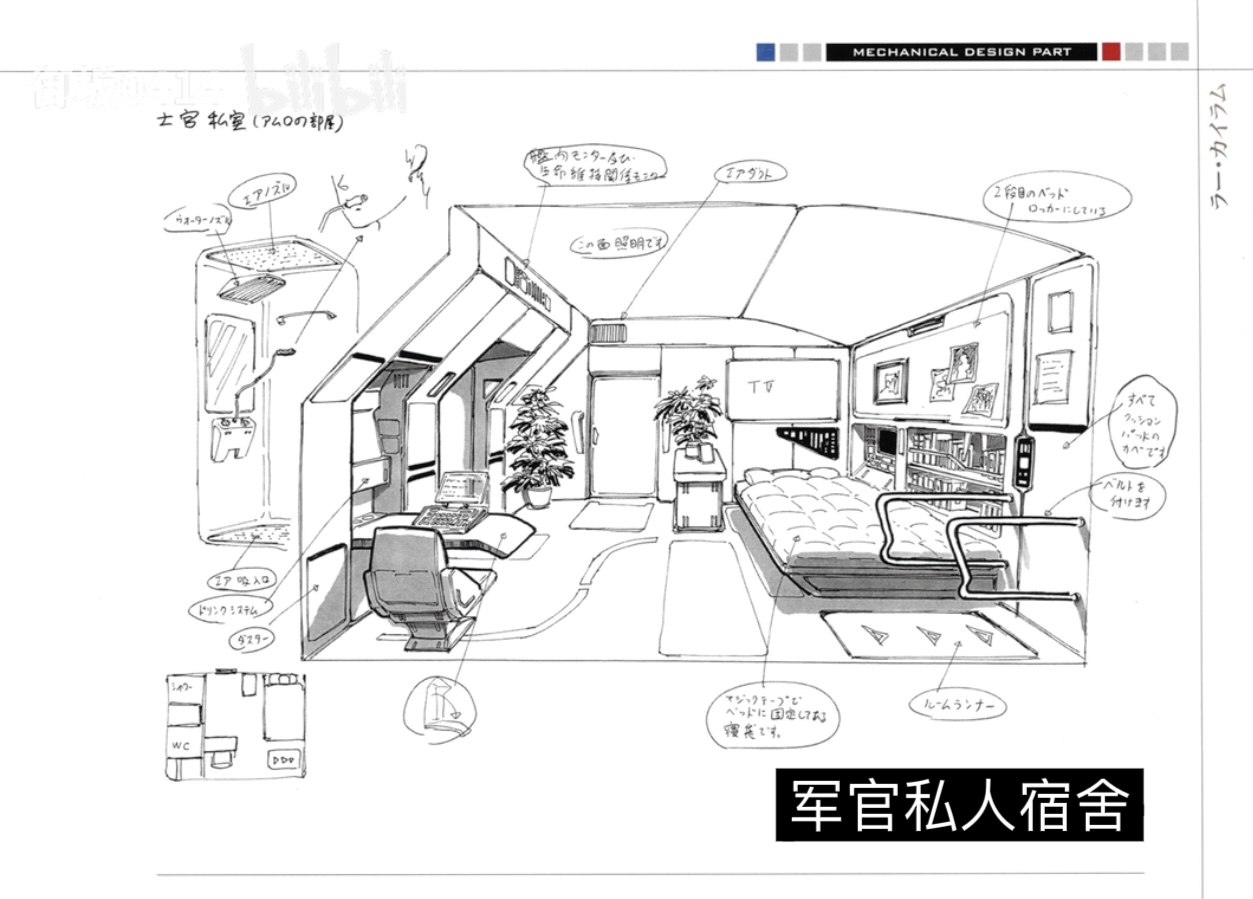 MECHANICAL DESIGN PART
ラー・カイラム
bilibili
士官私室(アムロの部屋)
艦内モニター及び
生命維持関係モニター
エアダクト
2段目のベッド
ロッカーにしている
エアノズル
ウォーターノズル
この面照明です
TV
すべて
クッション
パットの
カベです
ベルトを
付けます
エア吸入口
ドリンクシステム
ダスター
シャワー
WC
マジックテープで
ベッドに固定してある
寝袋です。
ルームランナー
军官私人宿舍